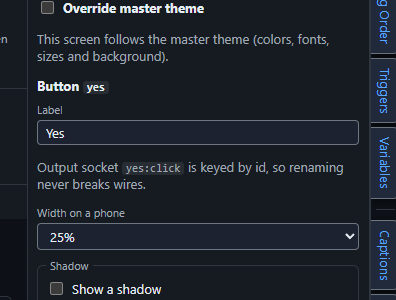 Override master theme
g Order
en
This screen follows the master theme (colors, fonts,
sizes and background).
Triggers
Button yes
Label
Yes
Variables
Output socket yes:click is keyed by id, so renaming
never breaks wires.
Width on a phone
25%
Captions
Shadow
Show a shadow